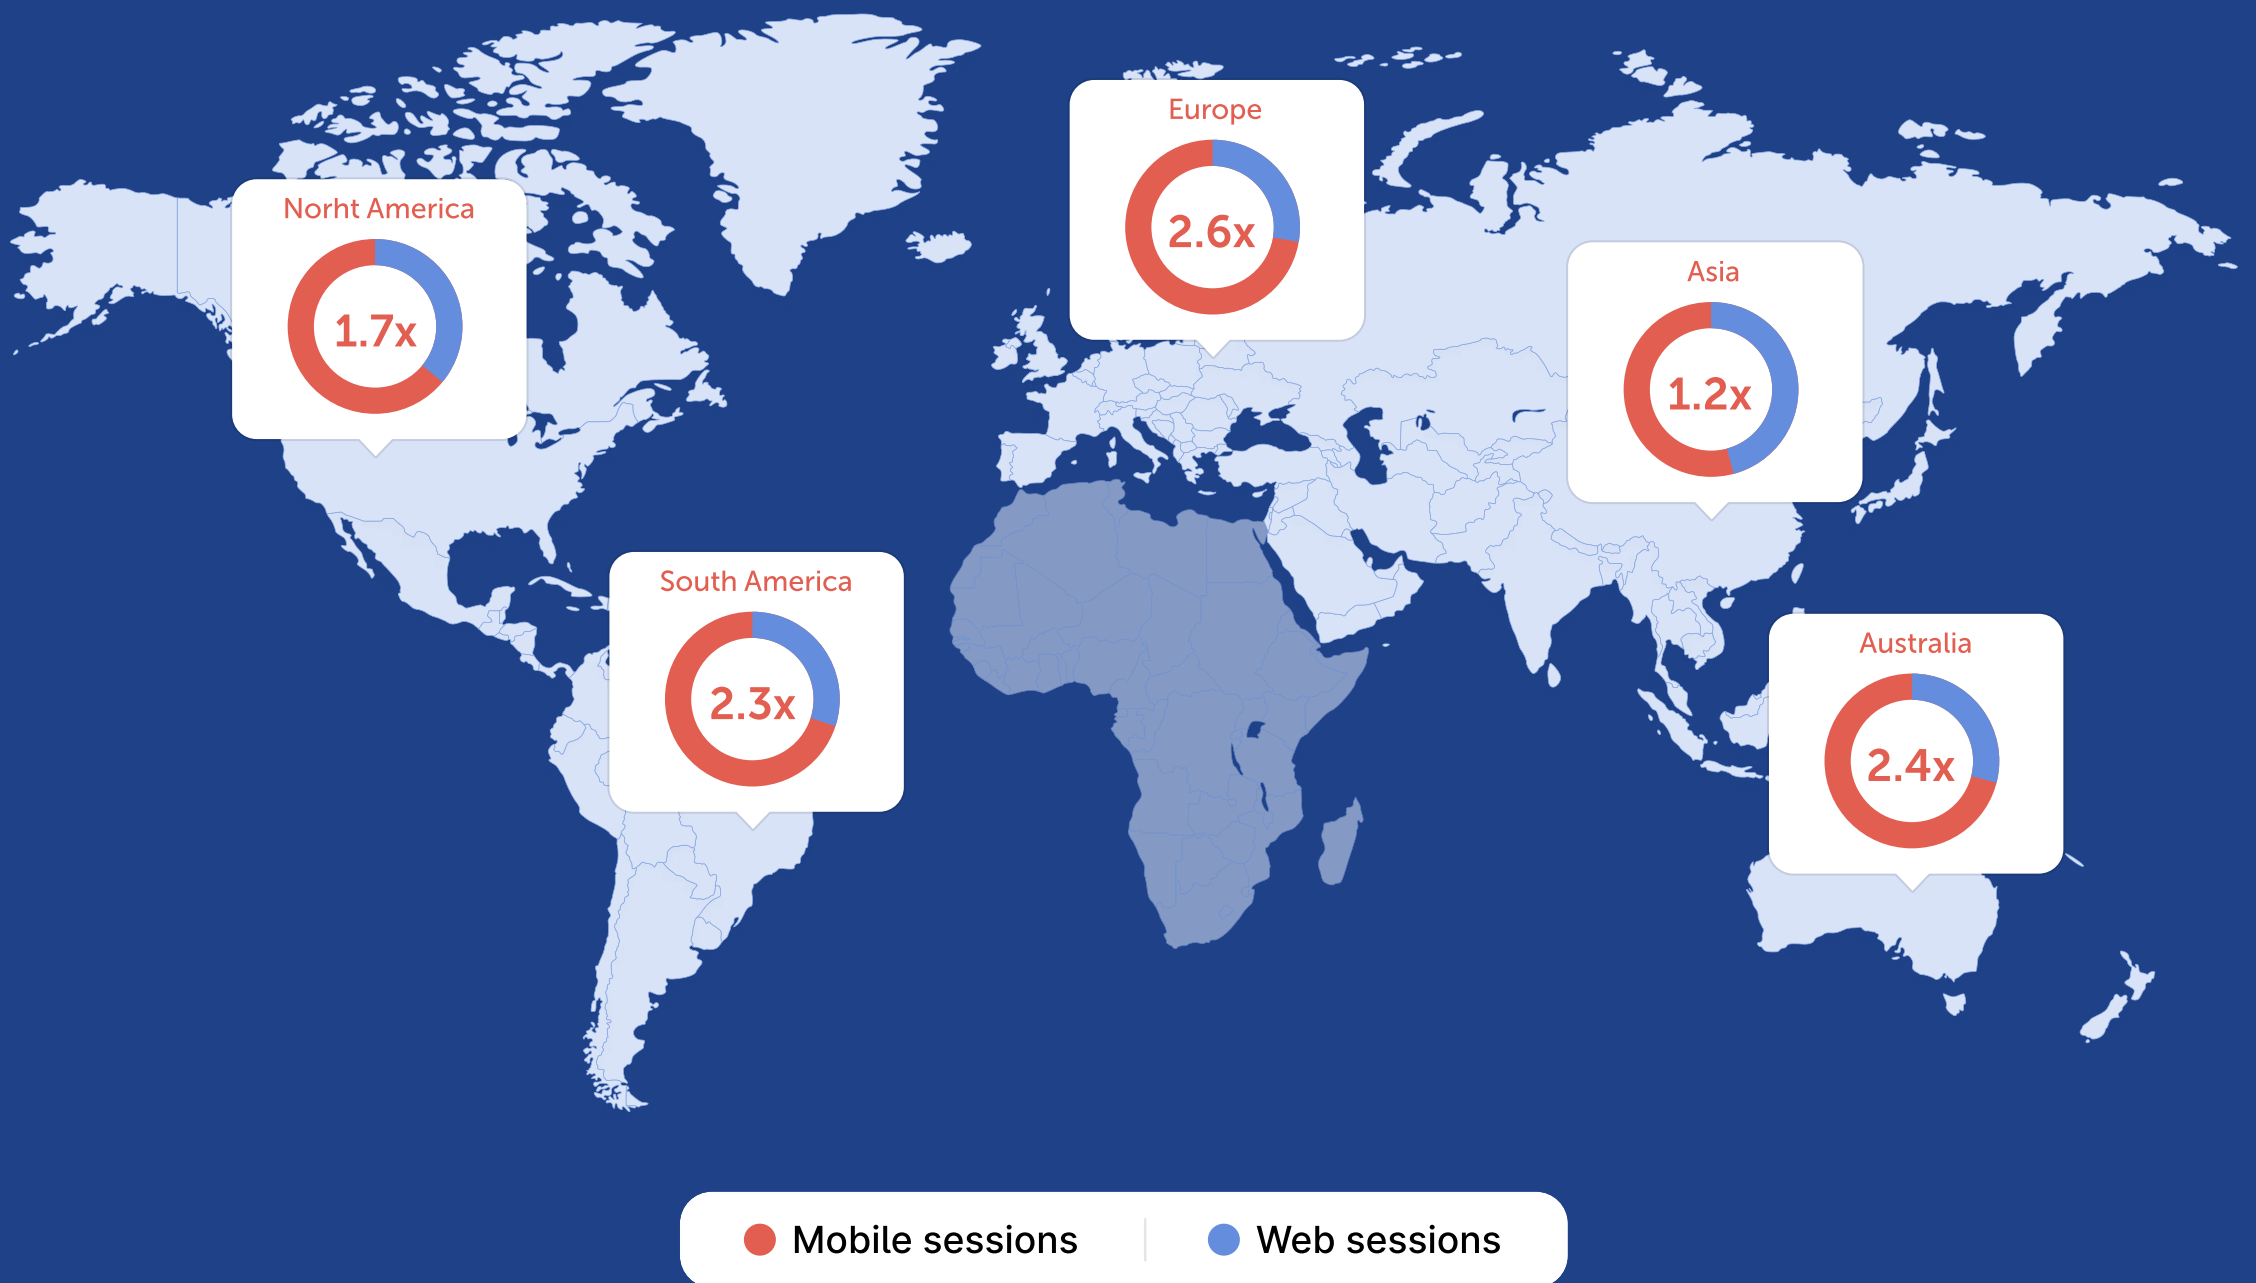 Europe
2.6x
Norht America
1.7x
Asia
1.2x
South America
2.3x
Australia
2.4x
Mobile sessions
Web sessions